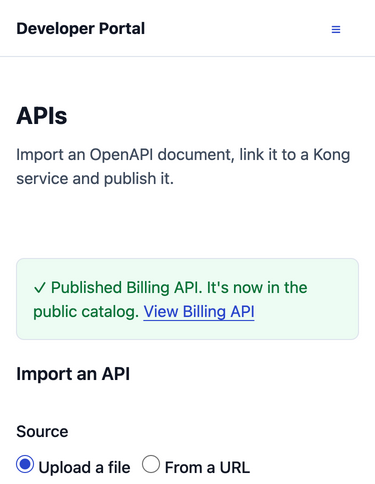 Developer Portal ≡
APIs
Import an OpenAPI document, link it to a Kong
service and publish it.
✓ Published Billing API. It's now in the
public catalog. View Billing API
Import an API
Source
Upload a file From a URL